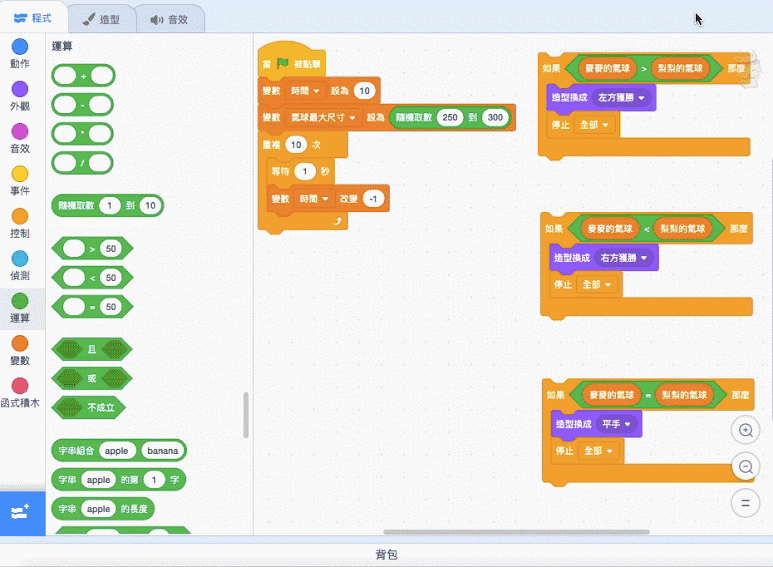 程式
造型
音效
動作
外觀
音效
事件
控制
偵測
運算
變數
函式積木
運算
+
-
*
/
隨機取數 1 到 10
> 50
< 50
= 50
且
或
不成立
字串組合 apple banana
字串 apple 的第 1 字
字串 apple 的長度
當 被點擊
變數 時間 設為 10
變數 氣球最大尺寸 設為 隨機取數 250 到 300
重複 10 次
等待 1 秒
變數 時間 改變 -1
如果 麥麥的氣球 > 梨梨的氣球 那麼
造型換成 左方獲勝
停止 全部
如果 麥麥的氣球 < 梨梨的氣球 那麼
造型換成 右方獲勝
停止 全部
如果 麥麥的氣球 = 梨梨的氣球 那麼
造型換成 平手
停止 全部
背包